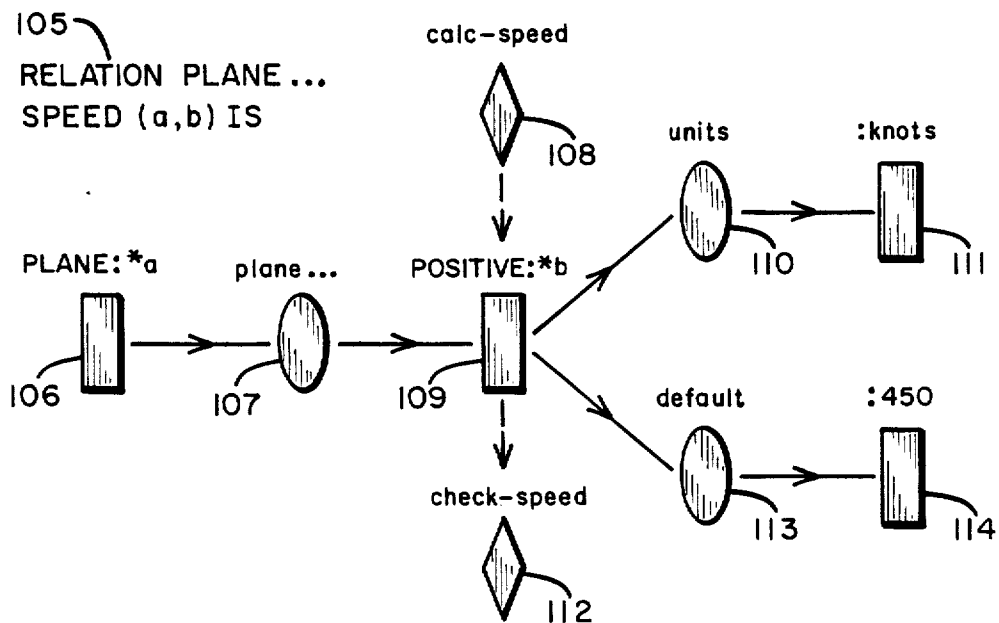 105
RELATION PLANE...
SPEED (a,b) IS
calc-speed
108
units
:knots
110
111
PLANE:*a
plane...
POSITIVE:*b
106
107
109
default
:450
113
114
check-speed
112